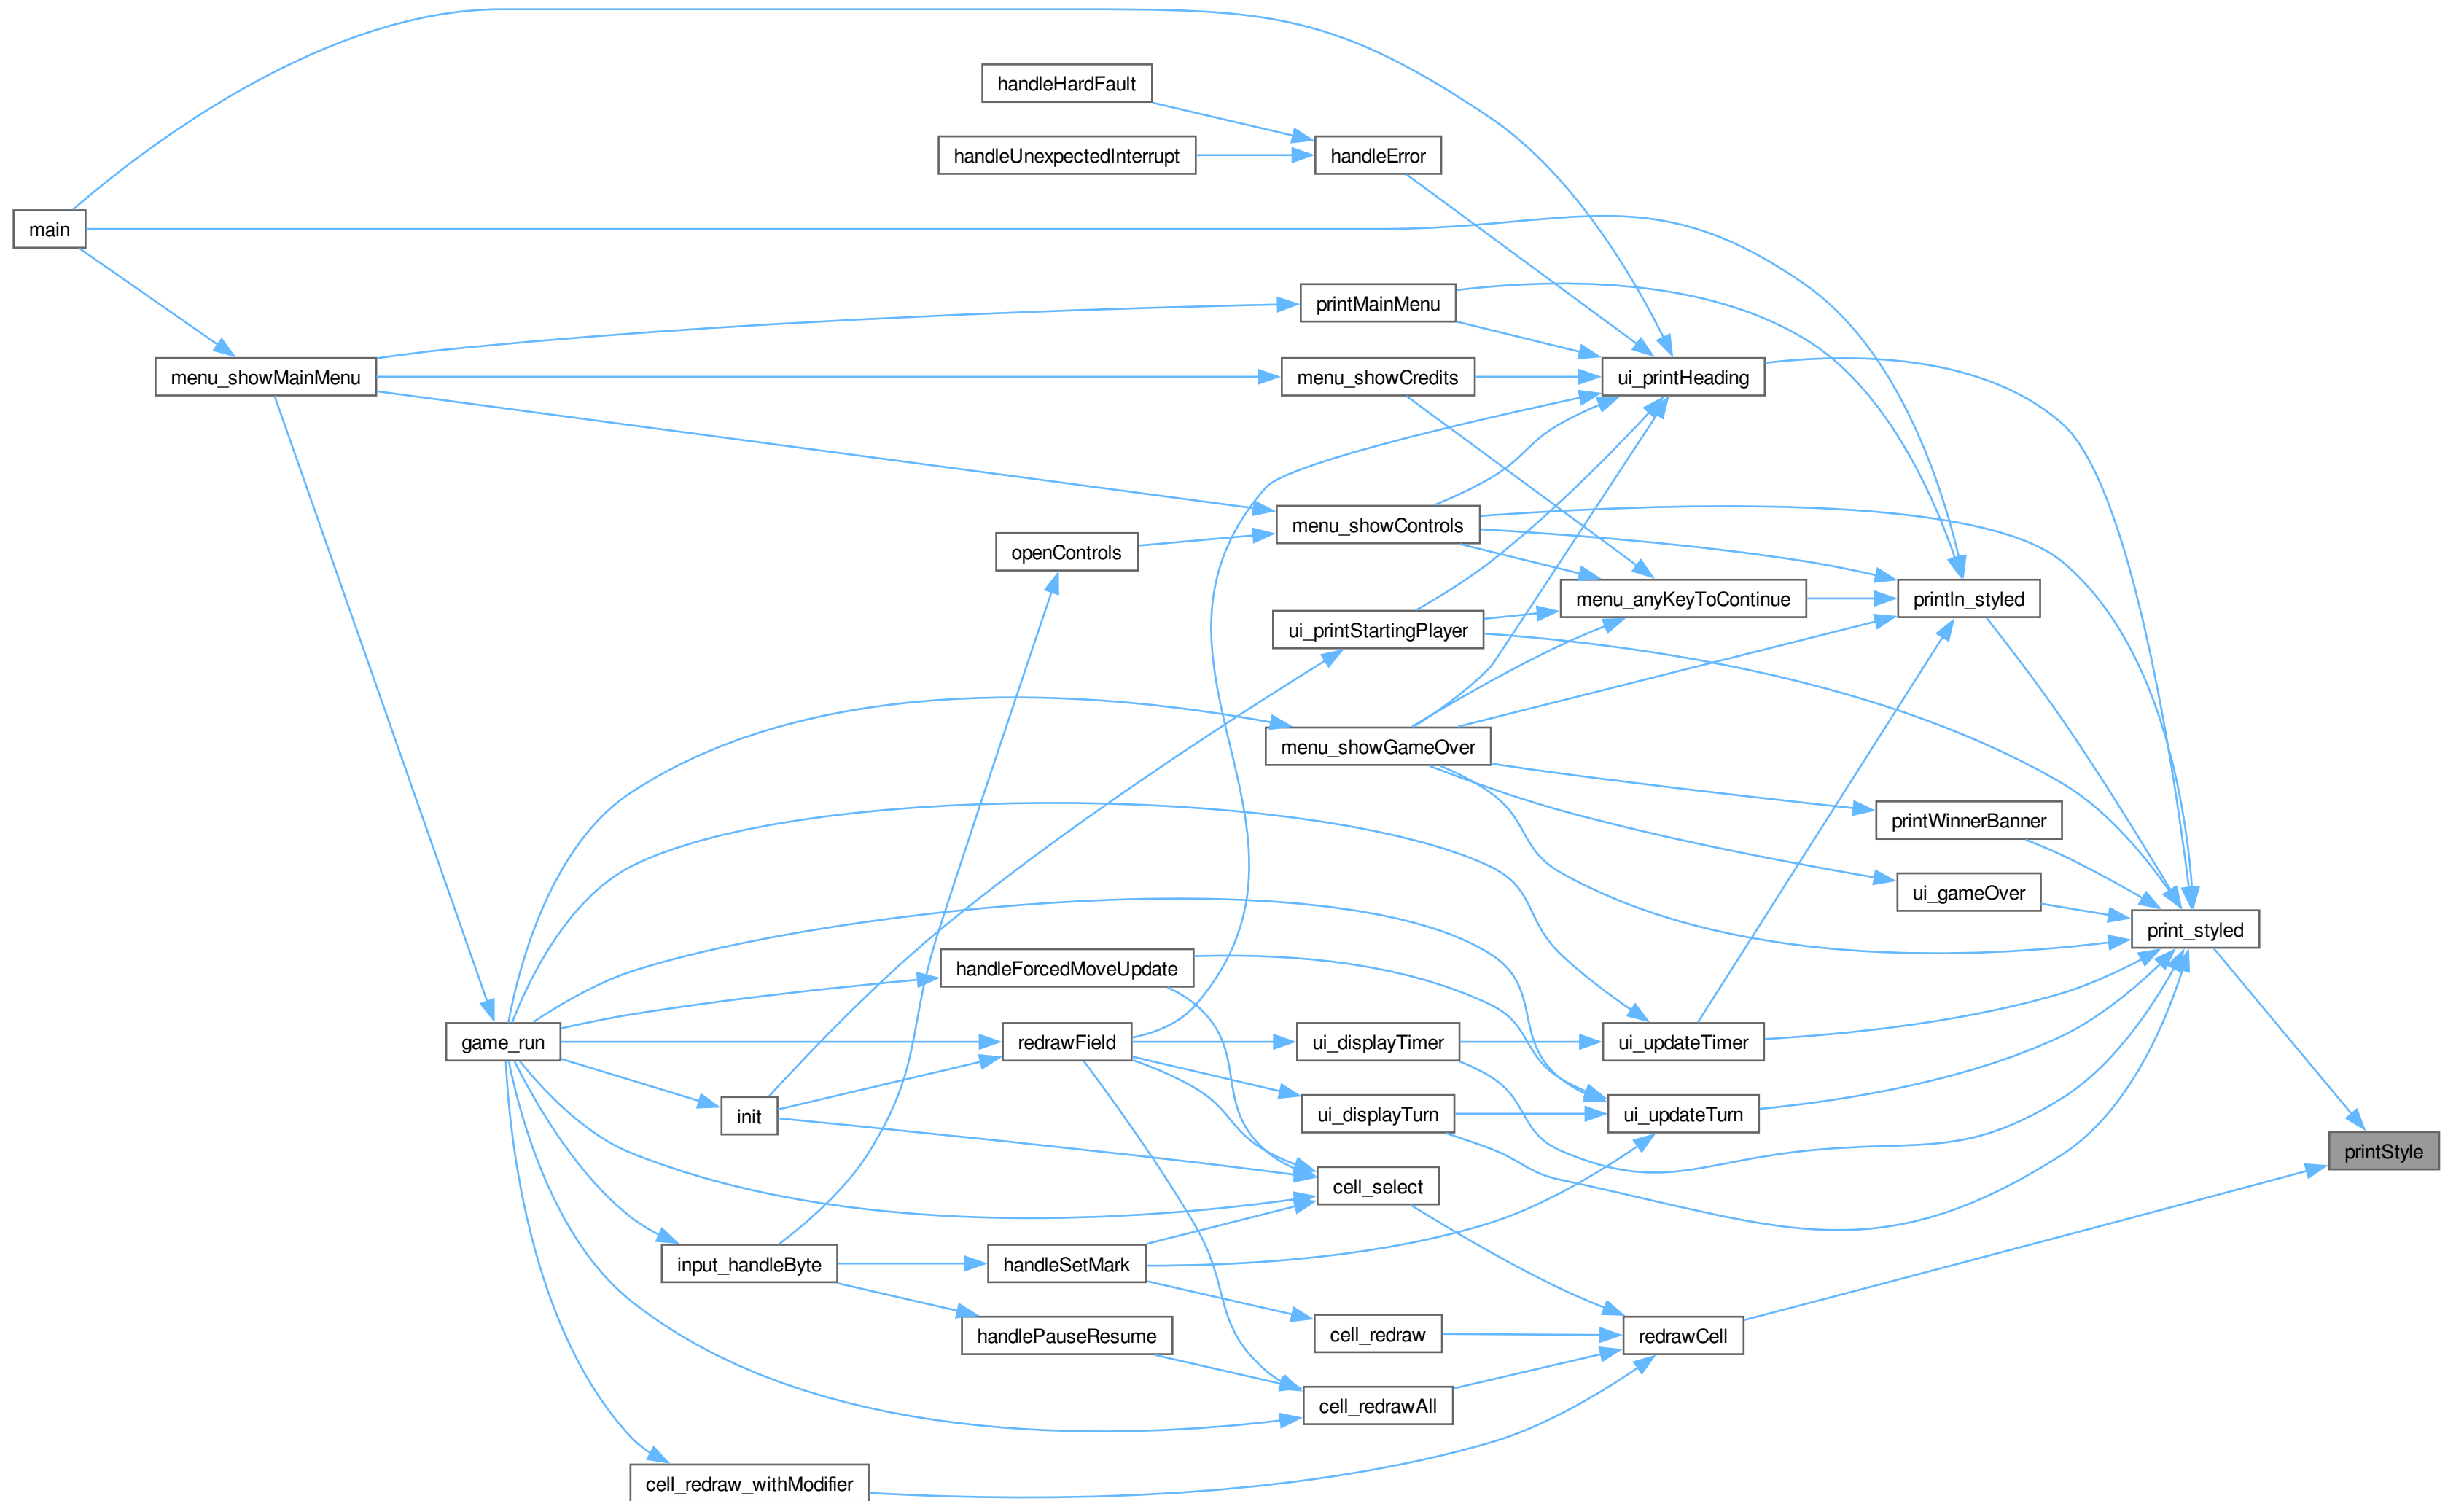 handleHardFault
handleUnexpectedInterrupt
handleError
main
printMainMenu
menu_showMainMenu
menu_showCredits
ui_printHeading
menu_showControls
openControls
menu_anyKeyToContinue
println_styled
ui_printStartingPlayer
menu_showGameOver
printWinnerBanner
ui_gameOver
print_styled
handleForcedMoveUpdate
game_run
redrawField
ui_displayTimer
ui_updateTimer
init
ui_displayTurn
ui_updateTurn
printStyle
cell_select
input_handleByte
handleSetMark
handlePauseResume
cell_redraw
redrawCell
cell_redrawAll
cell_redraw_withModifier